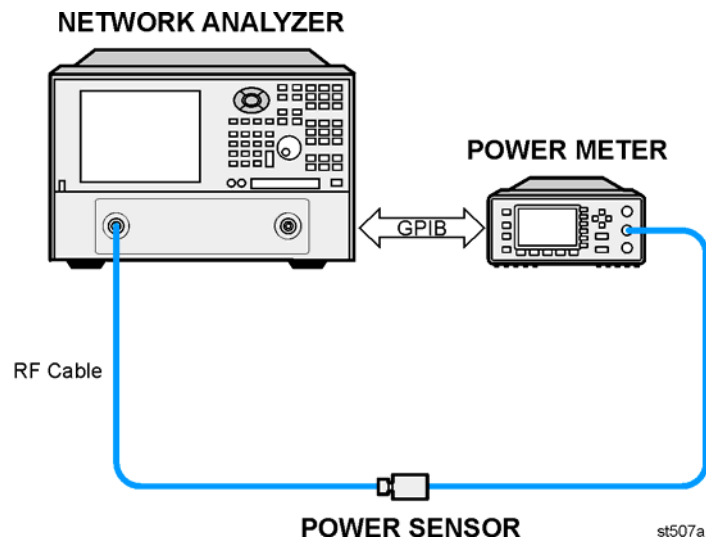 NETWORK ANALYZER
POWER METER
GPIB
RF Cable
POWER SENSOR
st507a